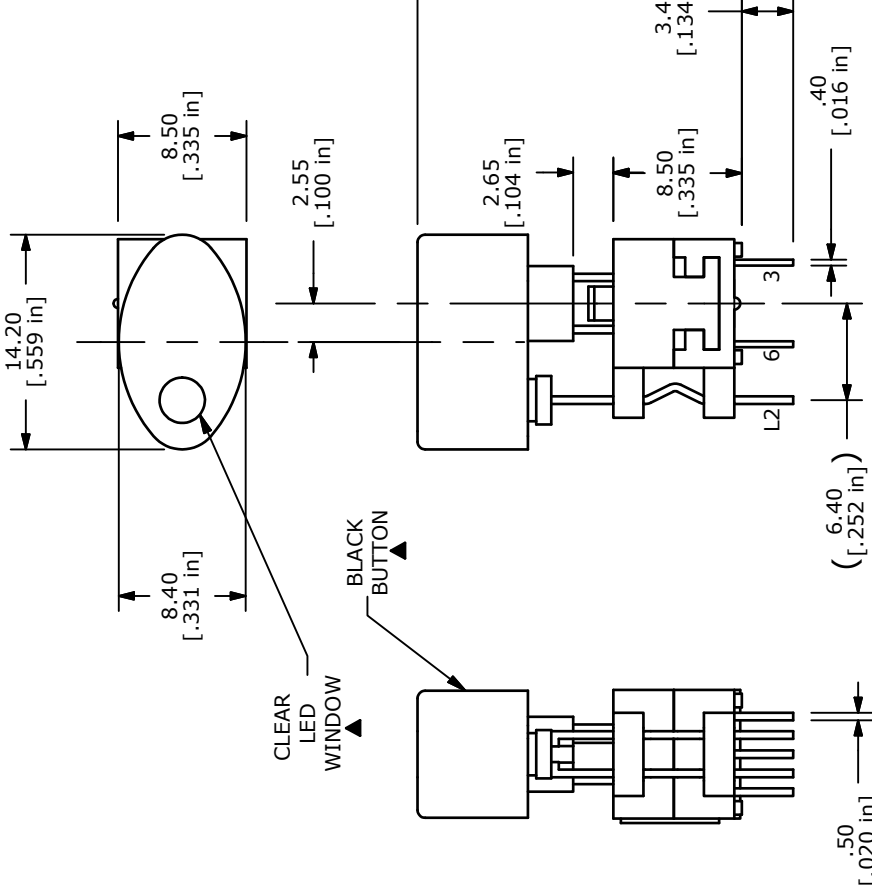 14.20
[.559 in]
8.50
[.335 in]
2.55
[.100 in]
8.40
[.331 in]
CLEAR
LED
WINDOW
BLACK
BUTTON
2.65
[.104 in]
8.50
[.335 in]
3.4
[.134
.40
[.016 in]
3
6
L2
(6.40
[.252 in])
.50
[.020 in]